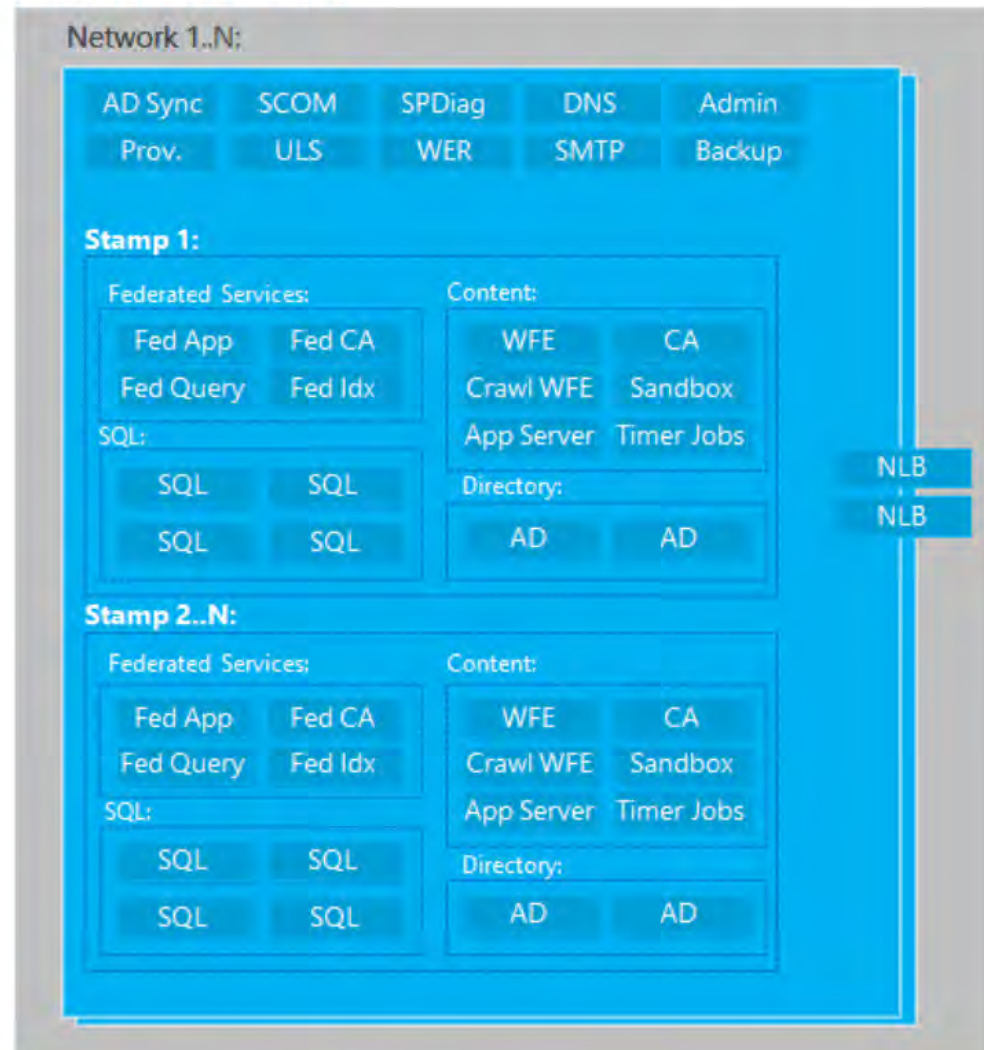 Network 1..N:
AD Sync SCOM SPDiag DNS Admin
Prov. ULS WER SMTP Backup
Stamp 1:
Federated Services:
Fed App Fed CA
Fed Query Fed Idx
SQL:
SQL SQL
SQL SQL
Content:
WFE CA
Crawl WFE Sandbox
App Server Timer Jobs
Directory:
AD AD
NLB
NLB
Stamp 2..N:
Federated Services:
Fed App Fed CA
Fed Query Fed Idx
SQL:
SQL SQL
SQL SQL
Content:
WFE CA
Crawl WFE Sandbox
App Server Timer Jobs
Directory:
AD AD